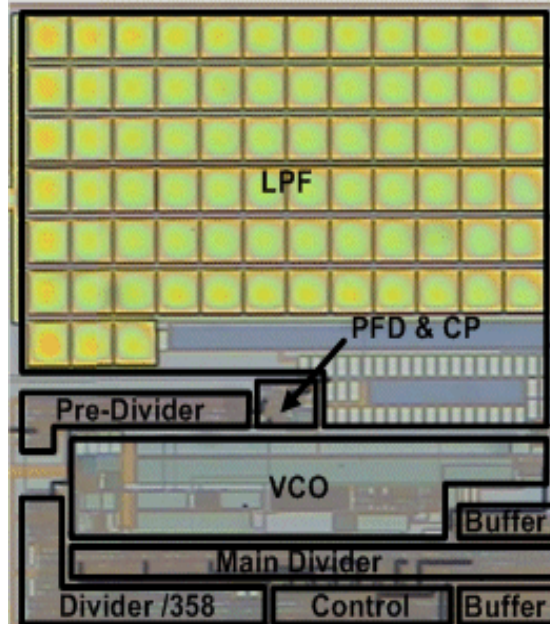 LPF
PFD & CP
Pre-Divider
VCO
Buffer
Main Divider
Divider /358
Control
Buffer